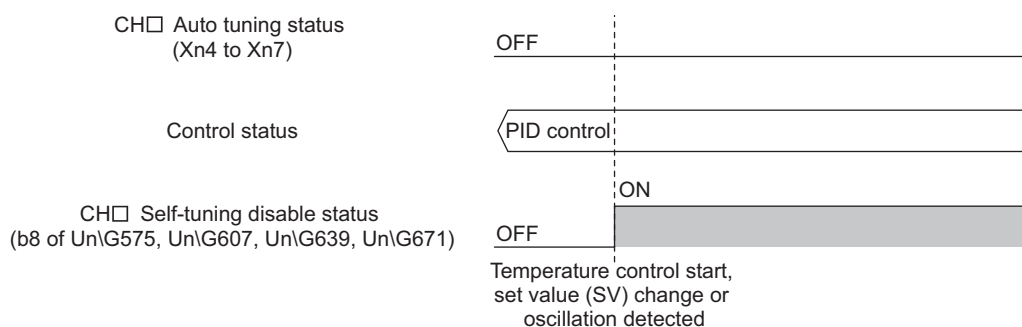 CH□ Auto tuning status
(Xn4 to Xn7)
OFF
Control status
PID control
ON
CH□ Self-tuning disable status
(b8 of Un\G575, Un\G607, Un\G639, Un\G671)
OFF
Temperature control start,
set value (SV) change or
oscillation detected